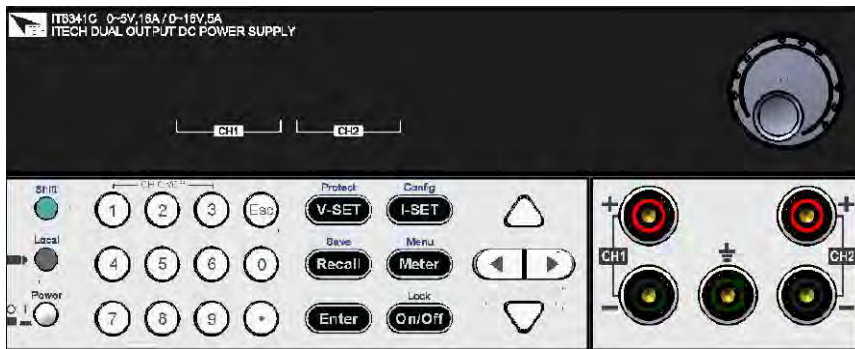 IT6341C 0~5V,16A / 0~16V,5A
ITECH DUAL OUTPUT DC POWER SUPPLY
CH1 CH2
Shift
1 2 3 Esc
Protect Config
V-SET I-SET
Local
4 5 6 0
Save Menu
Recall Meter
Power
O I
7 8 9 •
Lock
Enter On/Off
+ +
CH1 CH2
− −